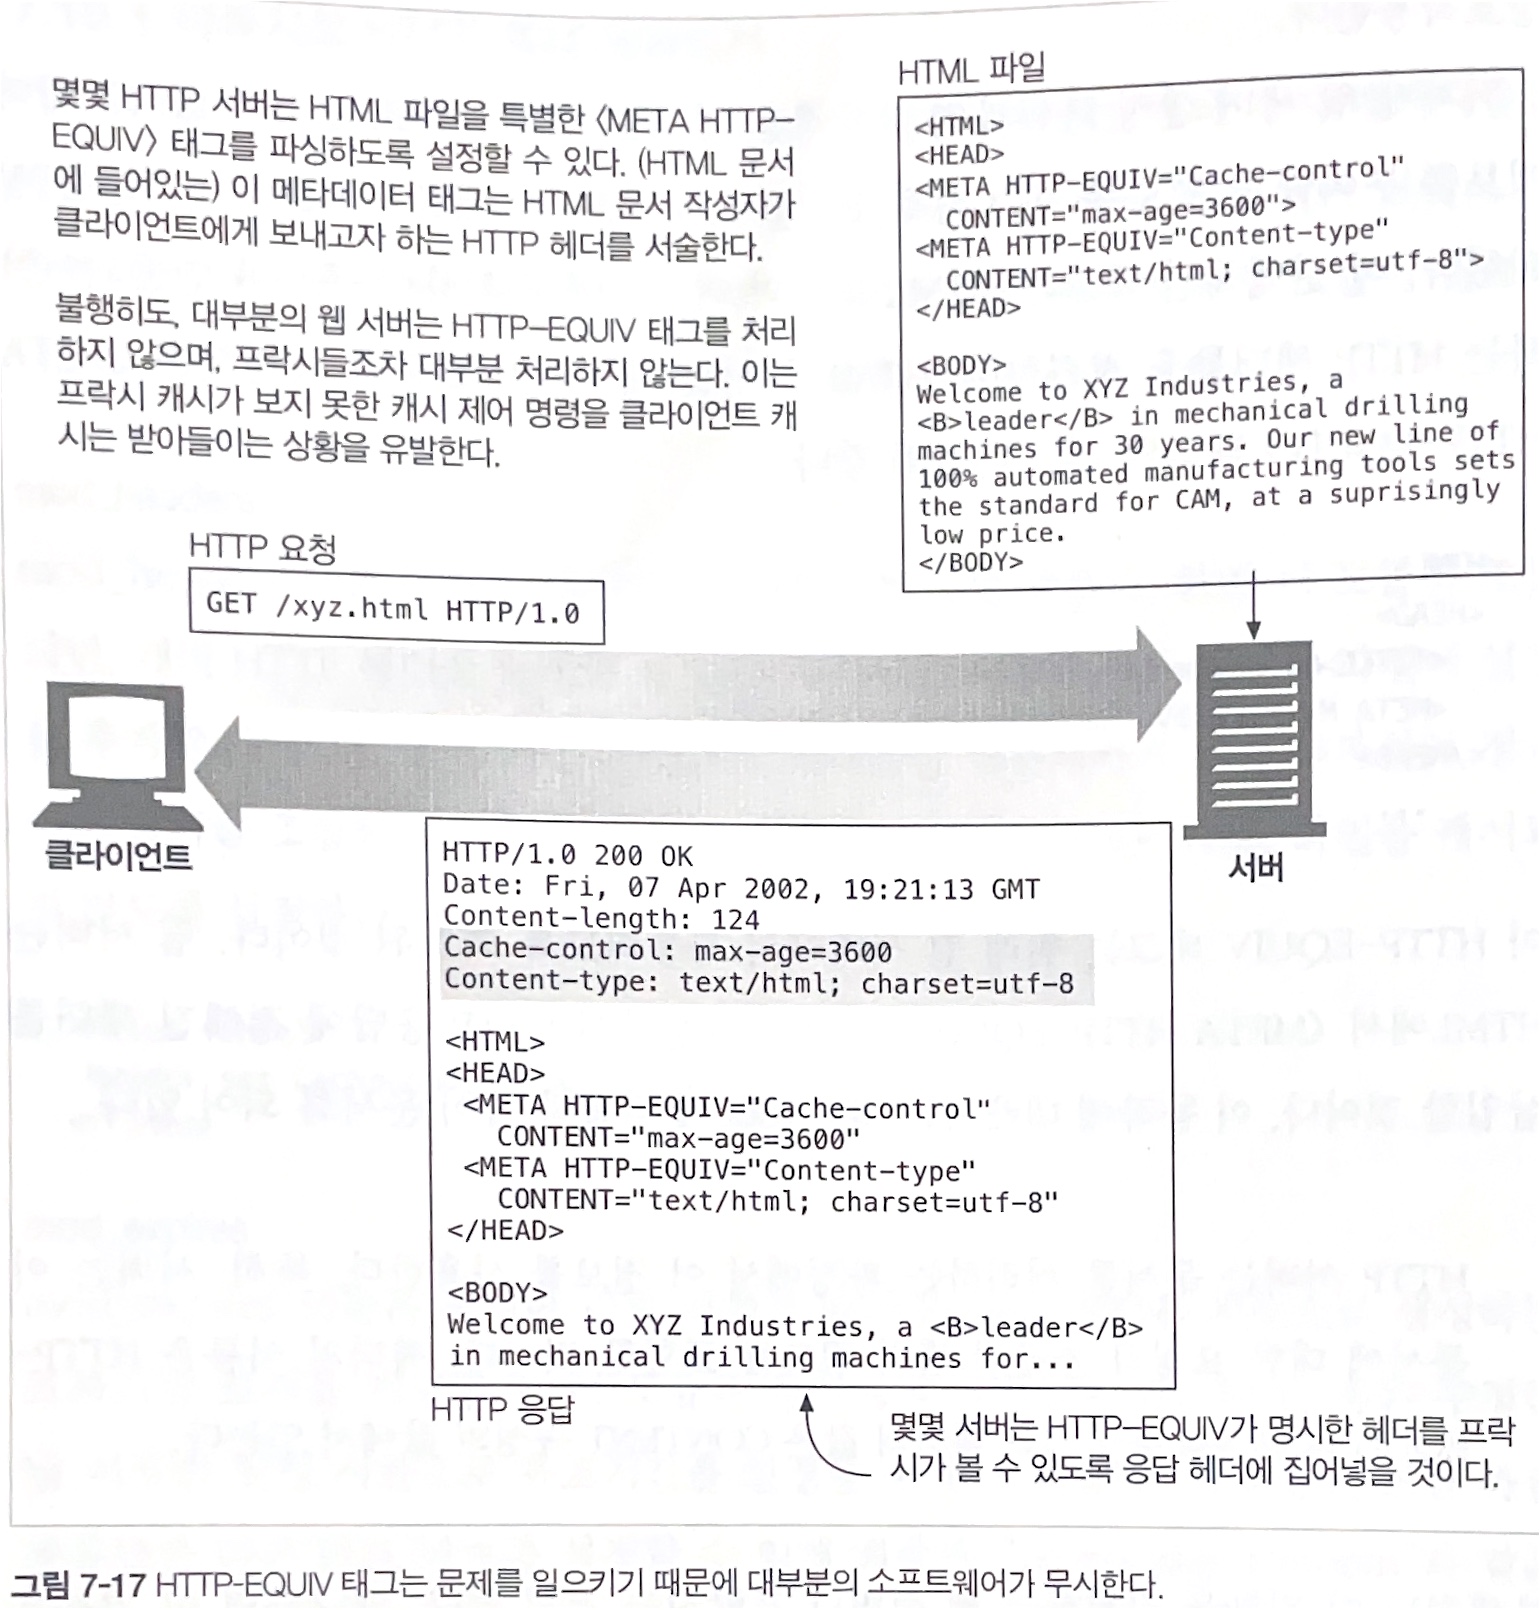 몇몇 HTTP 서버는 HTML 파일을 특별한 〈META HTTP–
EQUIV〉 태그를 파싱하도록 설정할 수 있다. (HTML 문서
에 들어있는) 이 메타데이터 태그는 HTML 문서 작성자가
클라이언트에게 보내고자 하는 HTTP 헤더를 서술한다.
불행히도, 대부분의 웹 서버는 HTTP–EQUIV 태그를 처리
하지 않으며, 프락시들조차 대부분 처리하지 않는다. 이는
프락시 캐시가 보지 못한 캐시 제어 명령을 클라이언트 캐
시는 받아들이는 상황을 유발한다.
HTML 파일
<HTML>
<HEAD>
<META HTTP-EQUIV="Cache-control"
CONTENT="max-age=3600">
<META HTTP-EQUIV="Content-type"
CONTENT="text/html; charset=utf-8">
</HEAD>
<BODY>
Welcome to XYZ Industries, a
<B>leader</B> in mechanical drilling
machines for 30 years. Our new line of
100% automated manufacturing tools sets
the standard for CAM, at a suprisingly
low price.
</BODY>
HTTP 요청
GET /xyz.html HTTP/1.0
클라이언트
서버
HTTP/1.0 200 OK
Date: Fri, 07 Apr 2002, 19:21:13 GMT
Content-length: 124
Cache-control: max-age=3600
Content-type: text/html; charset=utf-8
<HTML>
<HEAD>
<META HTTP-EQUIV="Cache-control"
CONTENT="max-age=3600"
<META HTTP-EQUIV="Content-type"
CONTENT="text/html; charset=utf-8"
</HEAD>
<BODY>
Welcome to XYZ Industries, a <B>leader</B>
in mechanical drilling machines for...
HTTP 응답
몇몇 서버는 HTTP–EQUIV가 명시한 헤더를 프락
시가 볼 수 있도록 응답 헤더에 집어넣을 것이다.
그림 7-17 HTTP-EQUIV 태그는 문제를 일으키기 때문에 대부분의 소프트웨어가 무시한다.